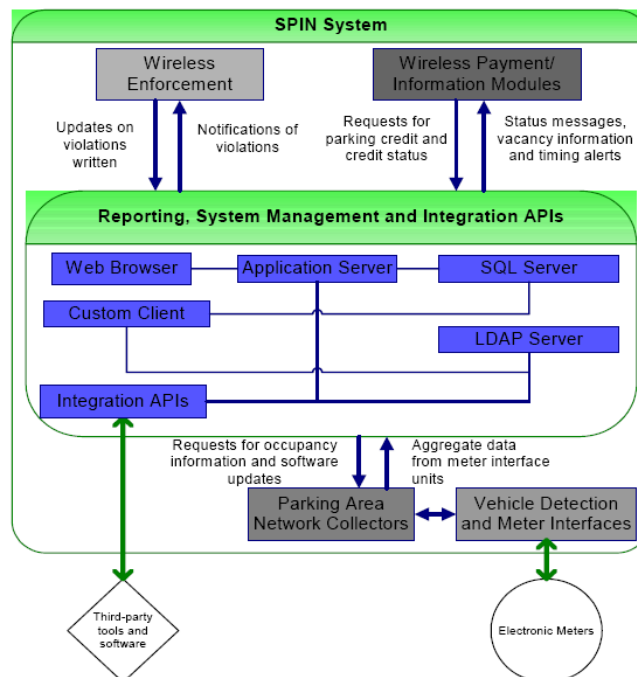 SPIN System
Wireless
Enforcement
Wireless Payment/
Information Modules
Updates on
violations
written
Notifications of
violations
Requests for
parking credit and
credit status
Status messages,
vacancy information
and timing alerts
Reporting, System Management and Integration APIs
Web Browser
Application Server
SQL Server
Custom Client
LDAP Server
Integration APIs
Requests for occupancy
information and software
updates
Aggregate data
from meter interface
units
Parking Area
Network Collectors
Vehicle Detection
and Meter Interfaces
Third-party
tools and
software
Electronic Meters